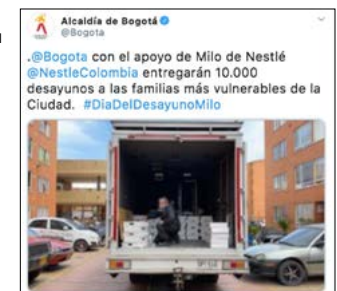 Alcaldía de Bogotá
@Bogota
.@Bogota con el apoyo de Milo de Nestlé
@NestleColombia entregarán 10.000
desayunos a las familias más vulnerables de la
Ciudad. #DiaDelDesayunoMilo